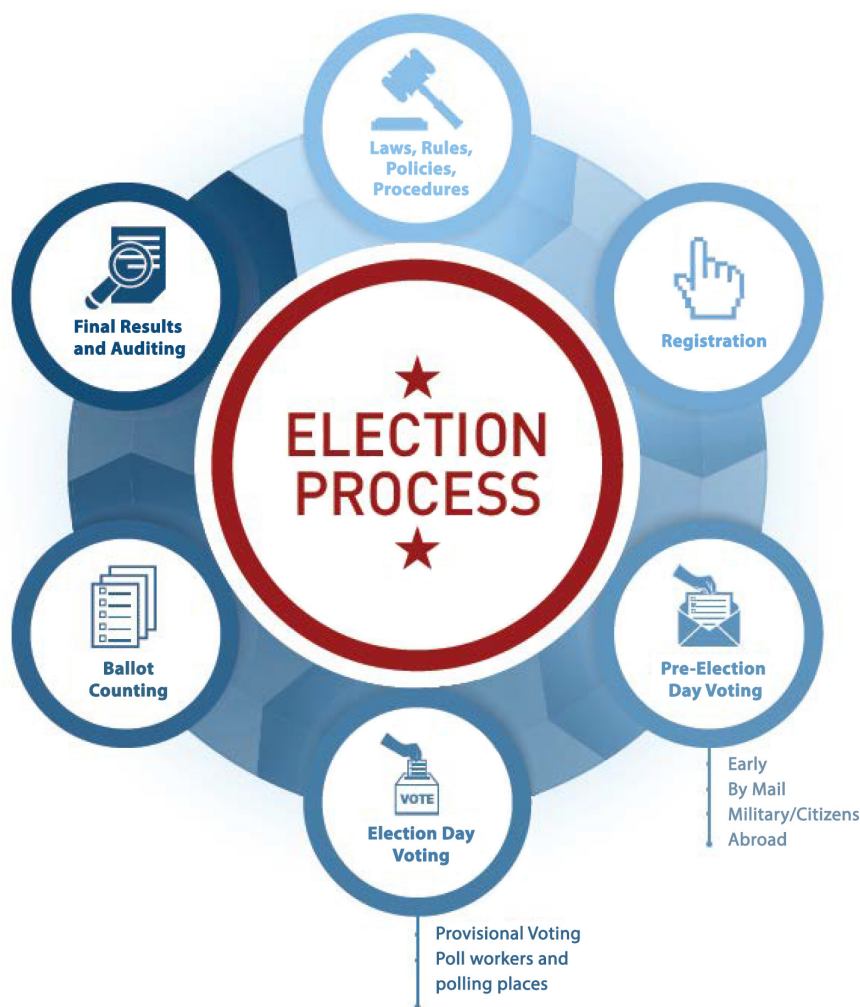 Laws, Rules,
Policies,
Procedures
Registration
Pre-Election
Day Voting
Early
By Mail
Military/Citizens
Abroad
VOTE
Election Day
Voting
Provisional Voting
Poll workers and
polling places
Ballot
Counting
Final Results
and Auditing
ELECTION
PROCESS